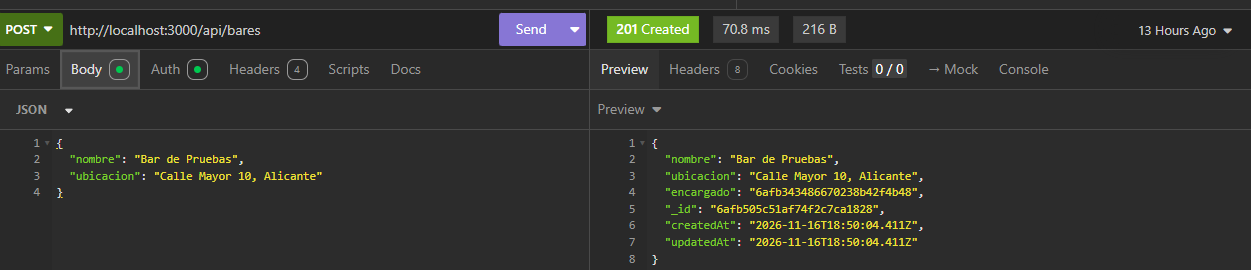 POST http://localhost:3000/api/bares Send 201 Created 70.8 ms 216 B 13 Hours Ago
Params Body Auth Headers 4 Scripts Docs Preview Headers 8 Cookies Tests 0 / 0 → Mock Console
JSON Preview
1 {
2 "nombre": "Bar de Pruebas",
3 "ubicacion": "Calle Mayor 10, Alicante"
4 }
1 {
2 "nombre": "Bar de Pruebas",
3 "ubicacion": "Calle Mayor 10, Alicante",
4 "encargado": "6afb343486670238b42f4b48",
5 "_id": "6afb505c51af74f2c7ca1828",
6 "createdAt": "2026-11-16T18:50:04.411Z",
7 "updatedAt": "2026-11-16T18:50:04.411Z"
8 }